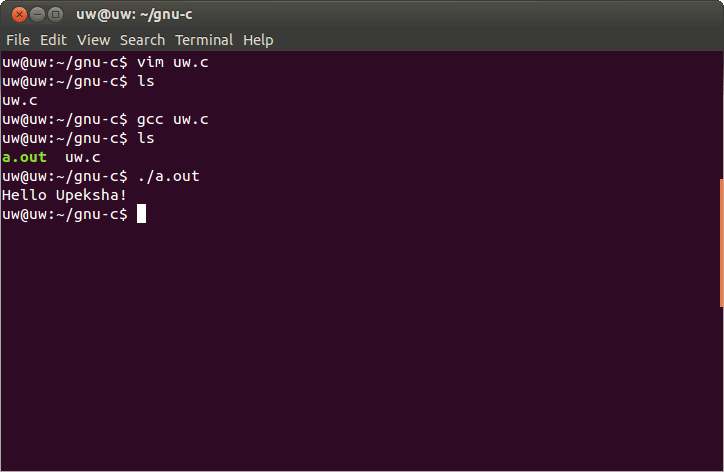 uw@uw: ~/gnu-c
File Edit View Search Terminal Help
uw@uw:~/gnu-c$ vim uw.c
uw@uw:~/gnu-c$ ls
uw.c
uw@uw:~/gnu-c$ gcc uw.c
uw@uw:~/gnu-c$ ls
a.out  uw.c
uw@uw:~/gnu-c$ ./a.out
Hello Upeksha!
uw@uw:~/gnu-c$